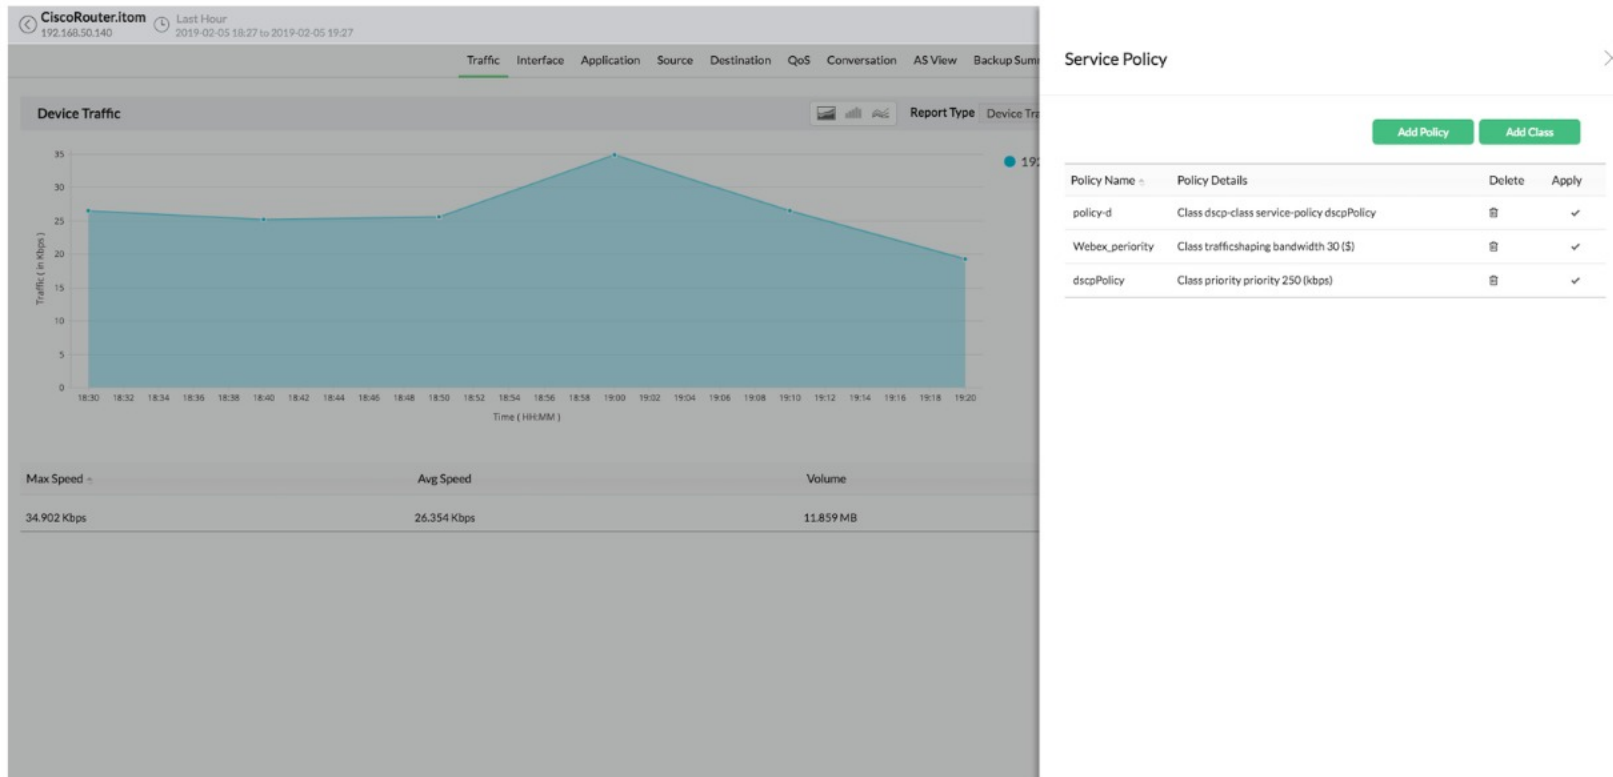 CiscoRouter.itom
192.168.50.140
Last Hour
2019-02-05 18:27 to 2019-02-05 19:27
Traffic Interface Application Source Destination QoS Conversation AS View Backup Sum
Device Traffic
Report Type Device Tra
35
30
25
20
15
10
5
0
Traffic ( in Kbps )
192
18:30 18:32 18:34 18:36 18:38 18:40 18:42 18:44 18:46 18:48 18:50 18:52 18:54 18:56 18:58 19:00 19:02 19:04 19:06 19:08 19:10 19:12 19:14 19:16 19:18 19:20
Time ( HH:MM )
Max Speed Avg Speed Volume
34.902 Kbps 26.354 Kbps 11.859 MB
Service Policy
Add Policy Add Class
Policy Name Policy Details Delete Apply
policy-d Class dscp-class service-policy dscpPolicy
Webex_periority Class trafficshaping bandwidth 30 ($)
dscpPolicy Class priority priority 250 (kbps)